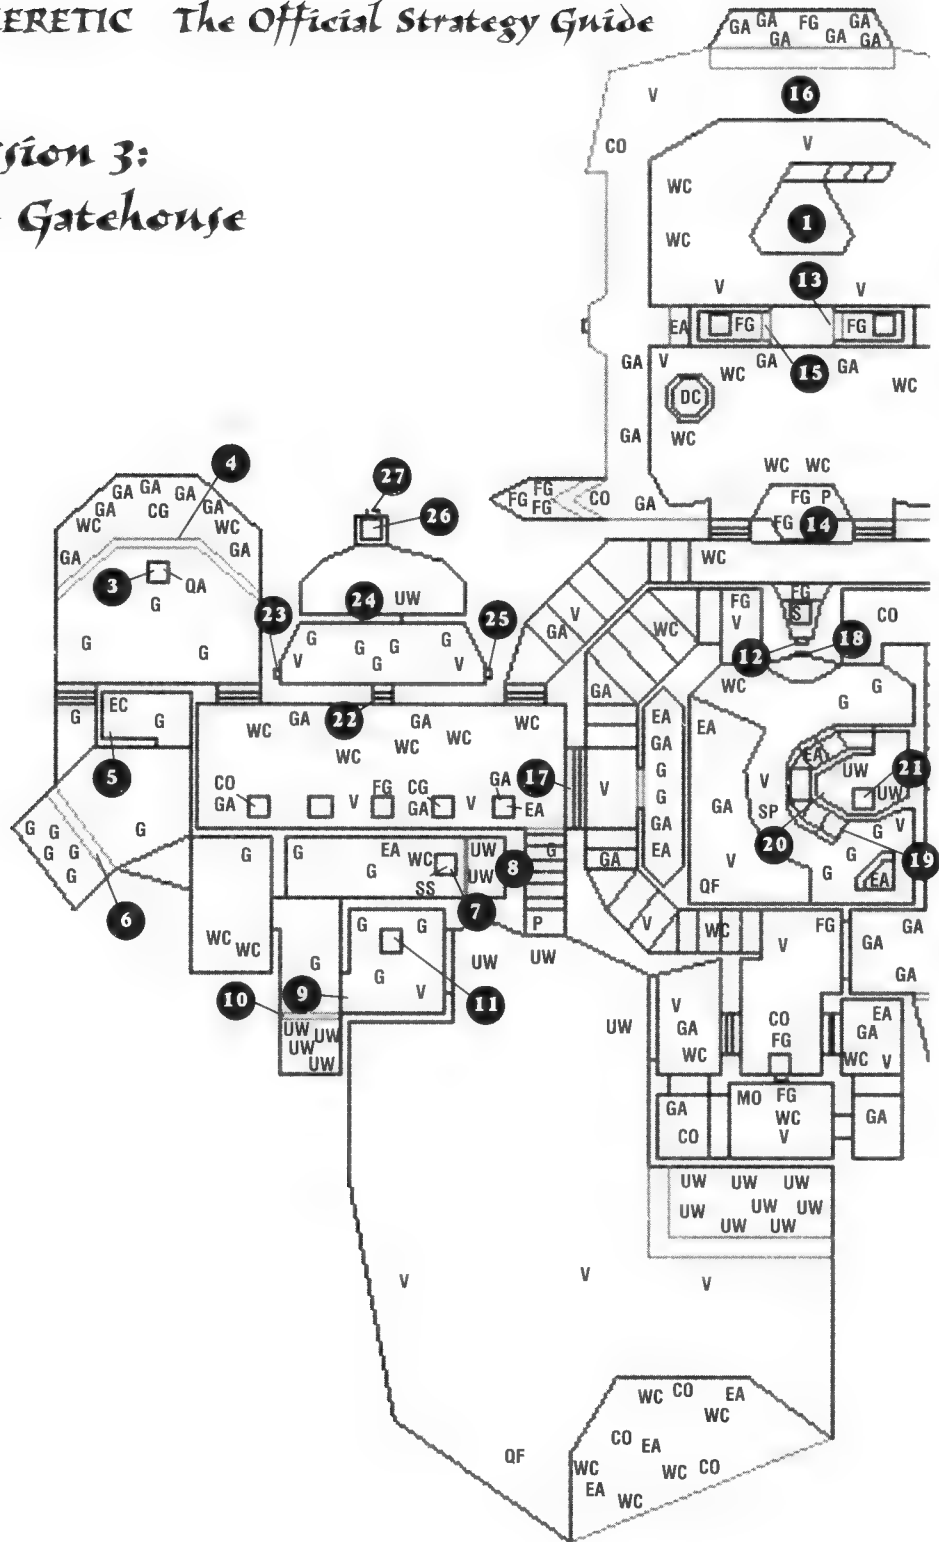 ERETIC The Official Strategy Guide
ssion 3:
Gatehouse
GA GA FG GA
GA GA GA
V 16
CO V
WC
1
WC
13
V V
EA FG FG
GA V GA 15 GA
WC WC
DC
GA WC
WC WC
4 27
GA GA GA FG CO FG P
CG GA FG 26 FG GA FG 14
WC WC
GA GA WC
3 QA FG FG
G 23 24 UW 25 V S CO
G G V G G GA WC 12 18
G G
V G V WC G
EC GA G
G G GA GA WC EA EA
WC 22 WC GA
WC WC G EA UW 21
5 CO FG CG GA 17 V G V UW
GA V GA V EA GA SP
G GA 20 G V
G G G EA V 19
G G G EA WC UW 8 G GA G
G G UW EA
SS QF
6 7 P V WC FG GA
WC WC G G UW V GA
G UW GA
10 9 G 11 V CO EA
V UW GA FG GA
UW UW WC WC V
UW UW
MO FG
GA WC GA
CO V
UW UW UW
UW UW UW
UW UW
V V V
WC CO EA
WC
CO EA
QF WC WC CO
EA WC